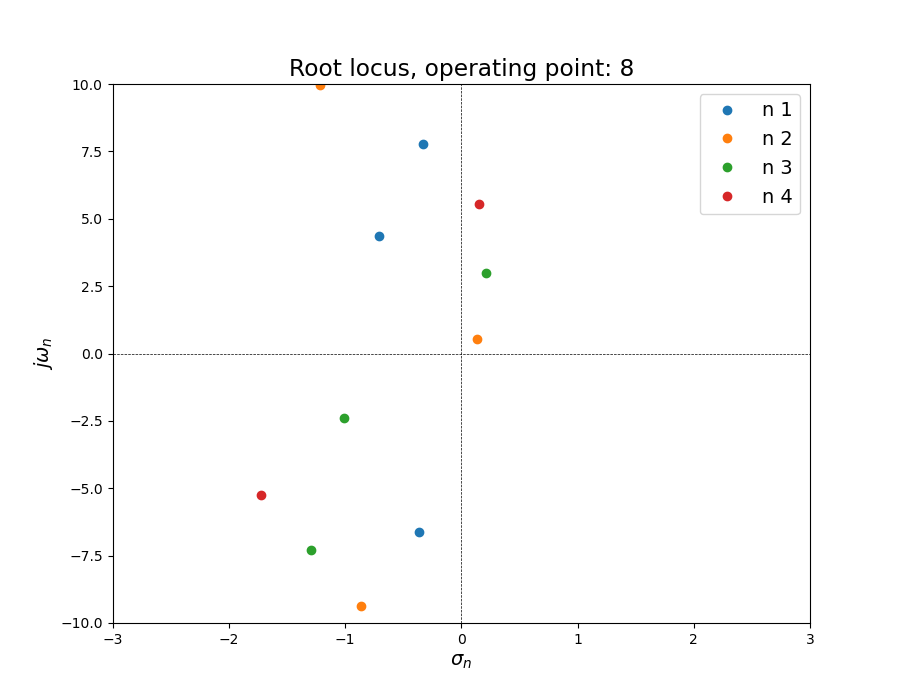 Root locus, operating point: 8
10.0
7.5
5.0
2.5
0.0
−2.5
−5.0
−7.5
−10.0
jωn
n 1
n 2
n 3
n 4
−3
−2
−1
0
1
2
3
σn